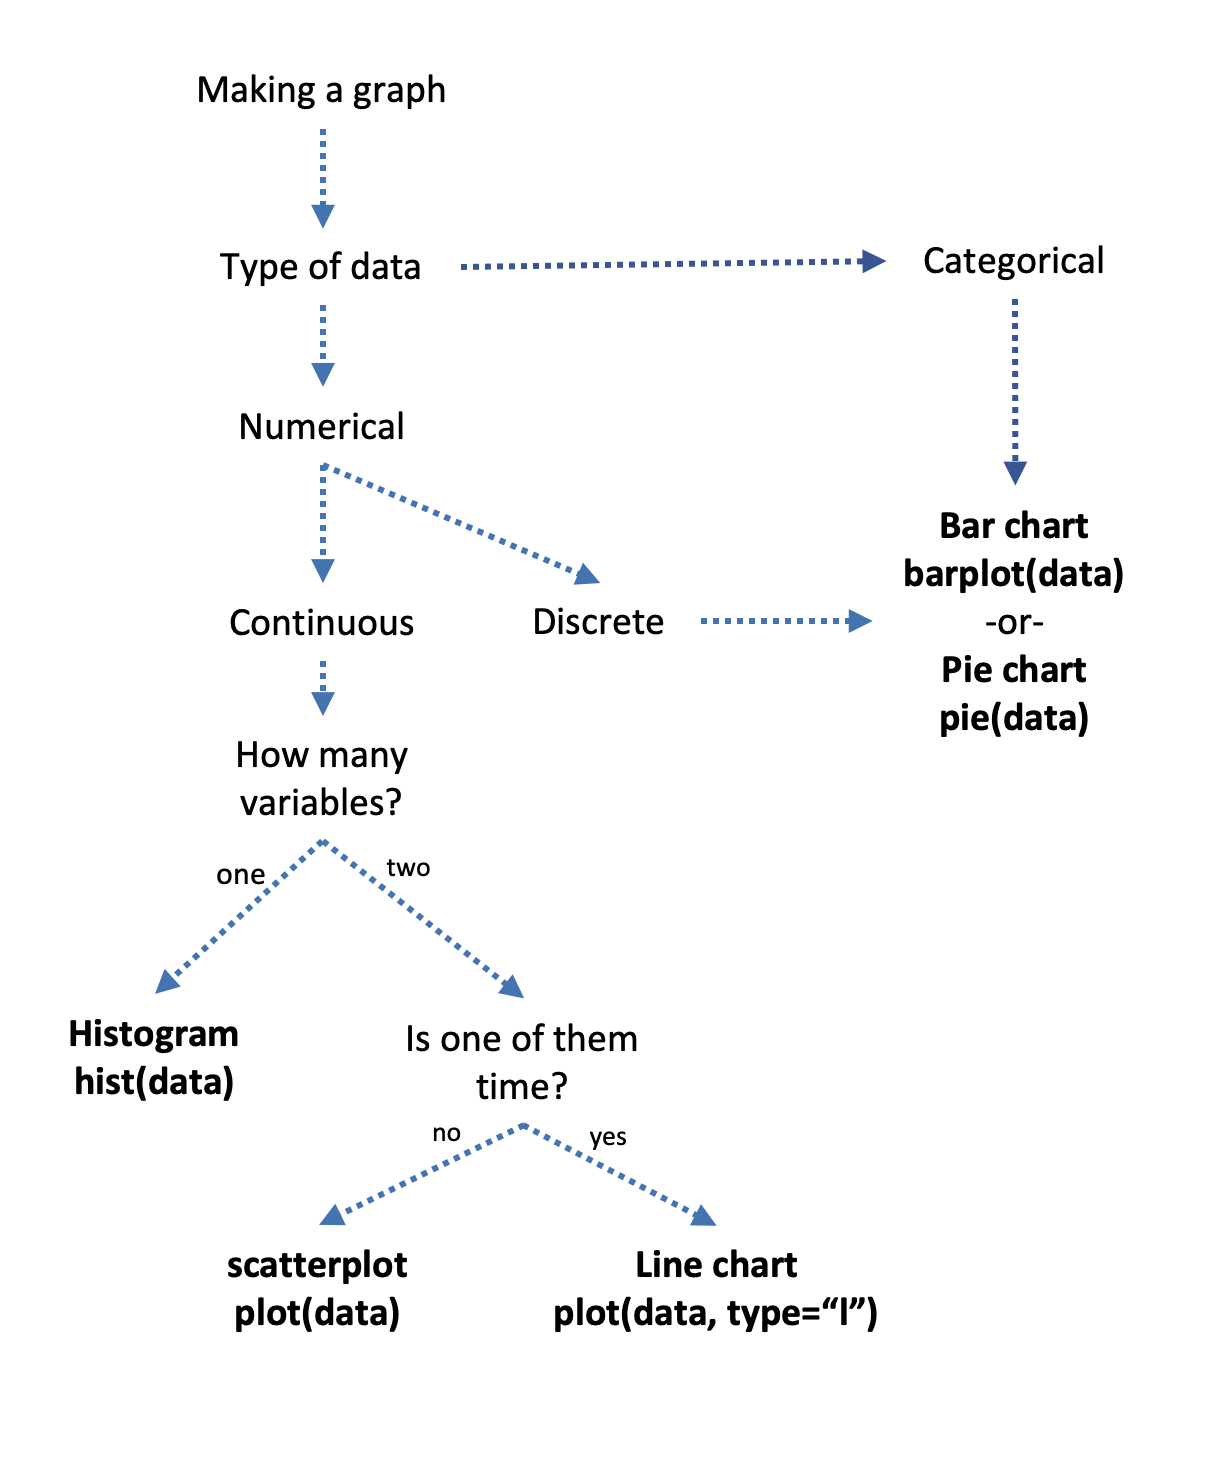 Making a graph
Type of data
Categorical
Numerical
Bar chart
barplot(data)
-or-
Pie chart
pie(data)
Continuous
Discrete
How many
variables?
one
two
Histogram
hist(data)
Is one of them
time?
no
yes
scatterplot
plot(data)
Line chart
plot(data, type=“l”)